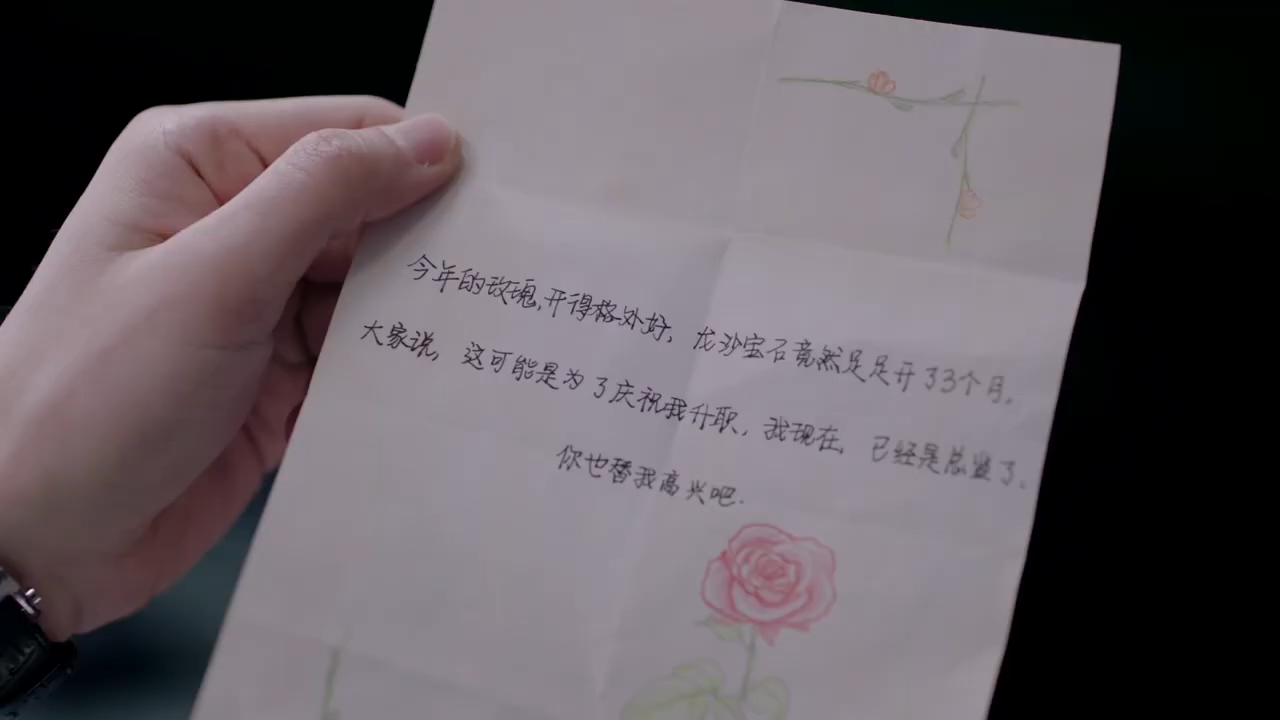 今年的玫瑰,开得格外好,龙沙宝石竟然足足开了3个月。
大家说,这可能是为了庆祝我升职,我现在,已经是总监了。
你也替我高兴吧.